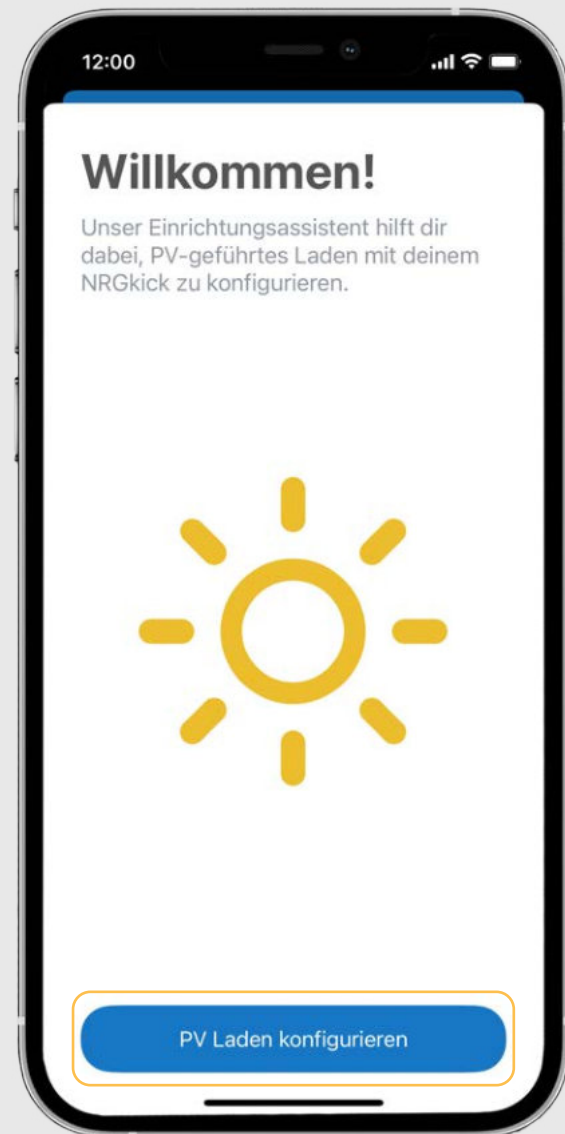 12:00
Willkommen!
Unser Einrichtungsassistent hilft dir
dabei, PV-geführtes Laden mit deinem
NRGkick zu konfigurieren.
PV Laden konfigurieren